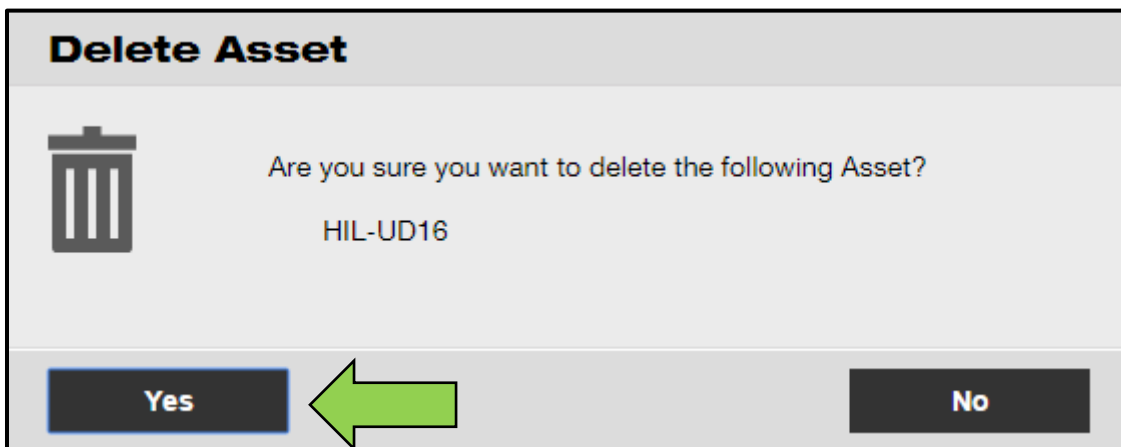 Delete Asset
Are you sure you want to delete the following Asset?
HIL-UD16
Yes
No